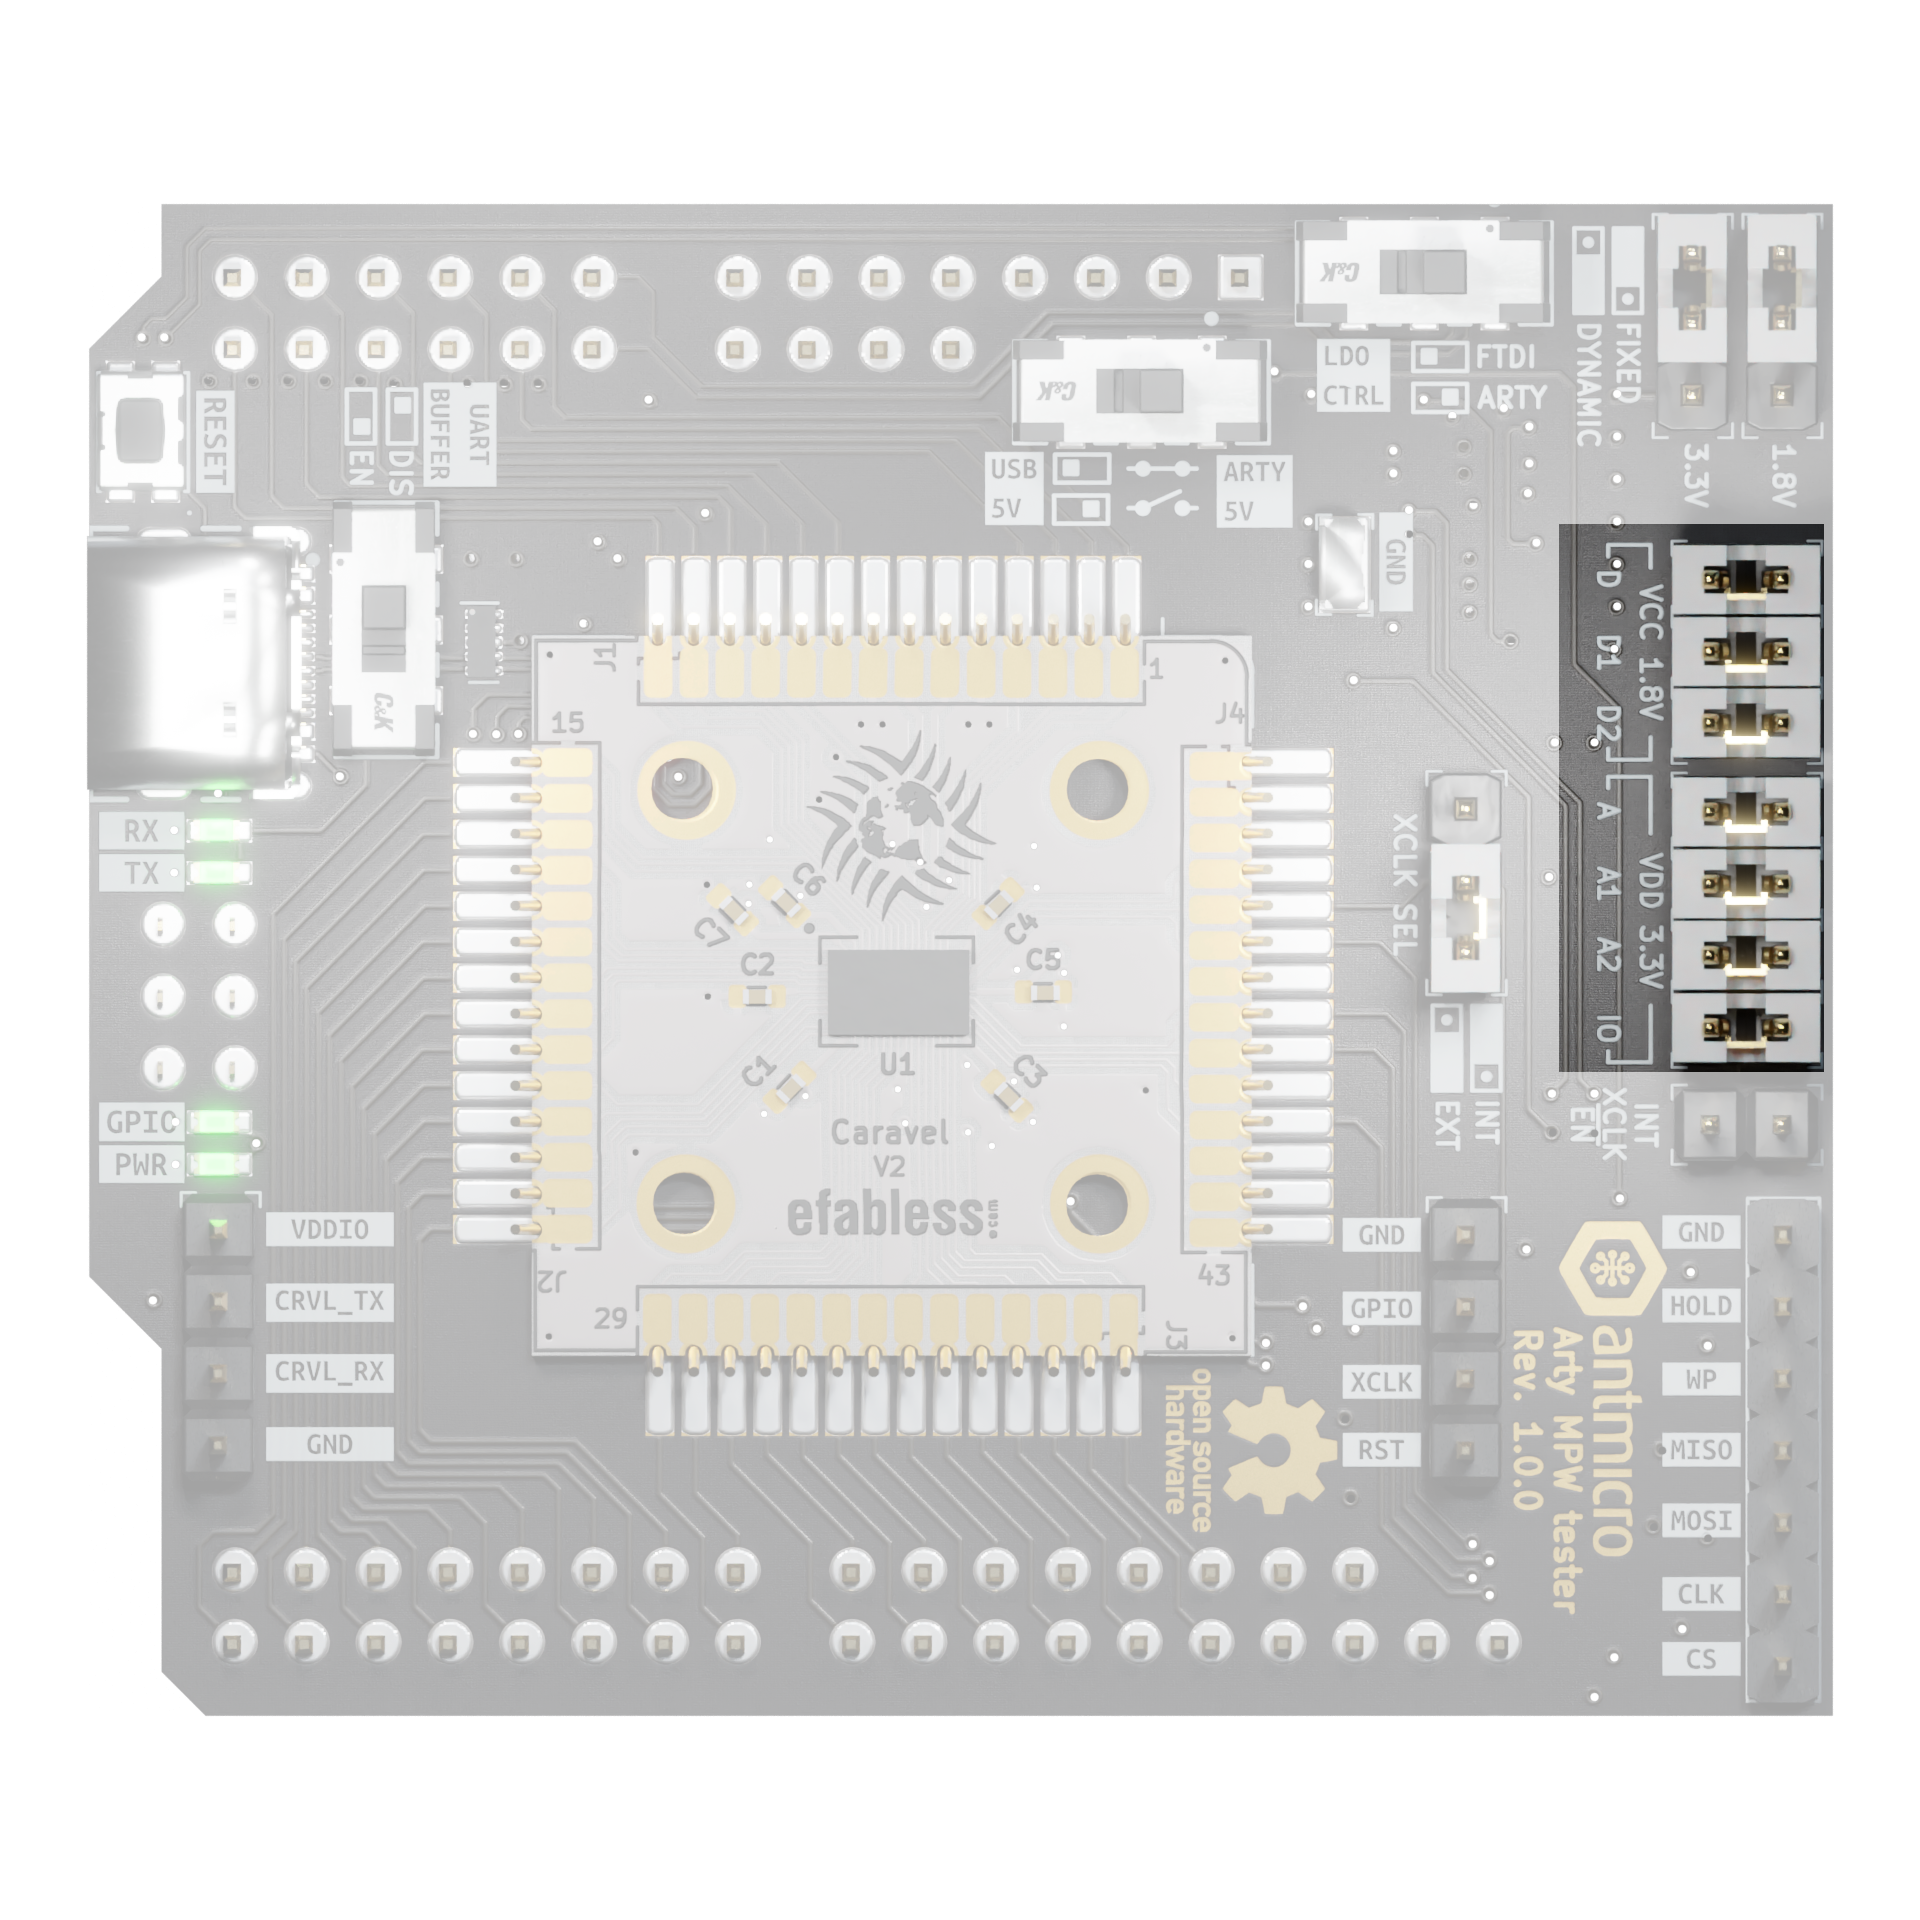 C&K
LDO
CTRL
FTDI
ARTY
FIXED
DYNAMIC
3.3V
1.8V
C&K
USB
5V
ARTY
5V
RESET
EN
DIS
UART
BUFFER
C&K
GND
J1
1
15
J4
VCC 1.8V
D
D1
D2
VDD 3.3V
A
A1
A2
IO
RX
TX
XCLK SEL
C7
C6
C4
C2
C5
C1
U1
C3
GPIO
PWR
EXT
INT
INT
XCLK
EN
Caravel
V2
efabless.com
J2
29
43
J3
VDDIO
CRVL_TX
CRVL_RX
GND
GND
GPIO
XCLK
RST
open source
hardware
antmicro
Arty MPW tester
Rev. 1.0.0
GND
HOLD
WP
MISO
MOSI
CLK
CS